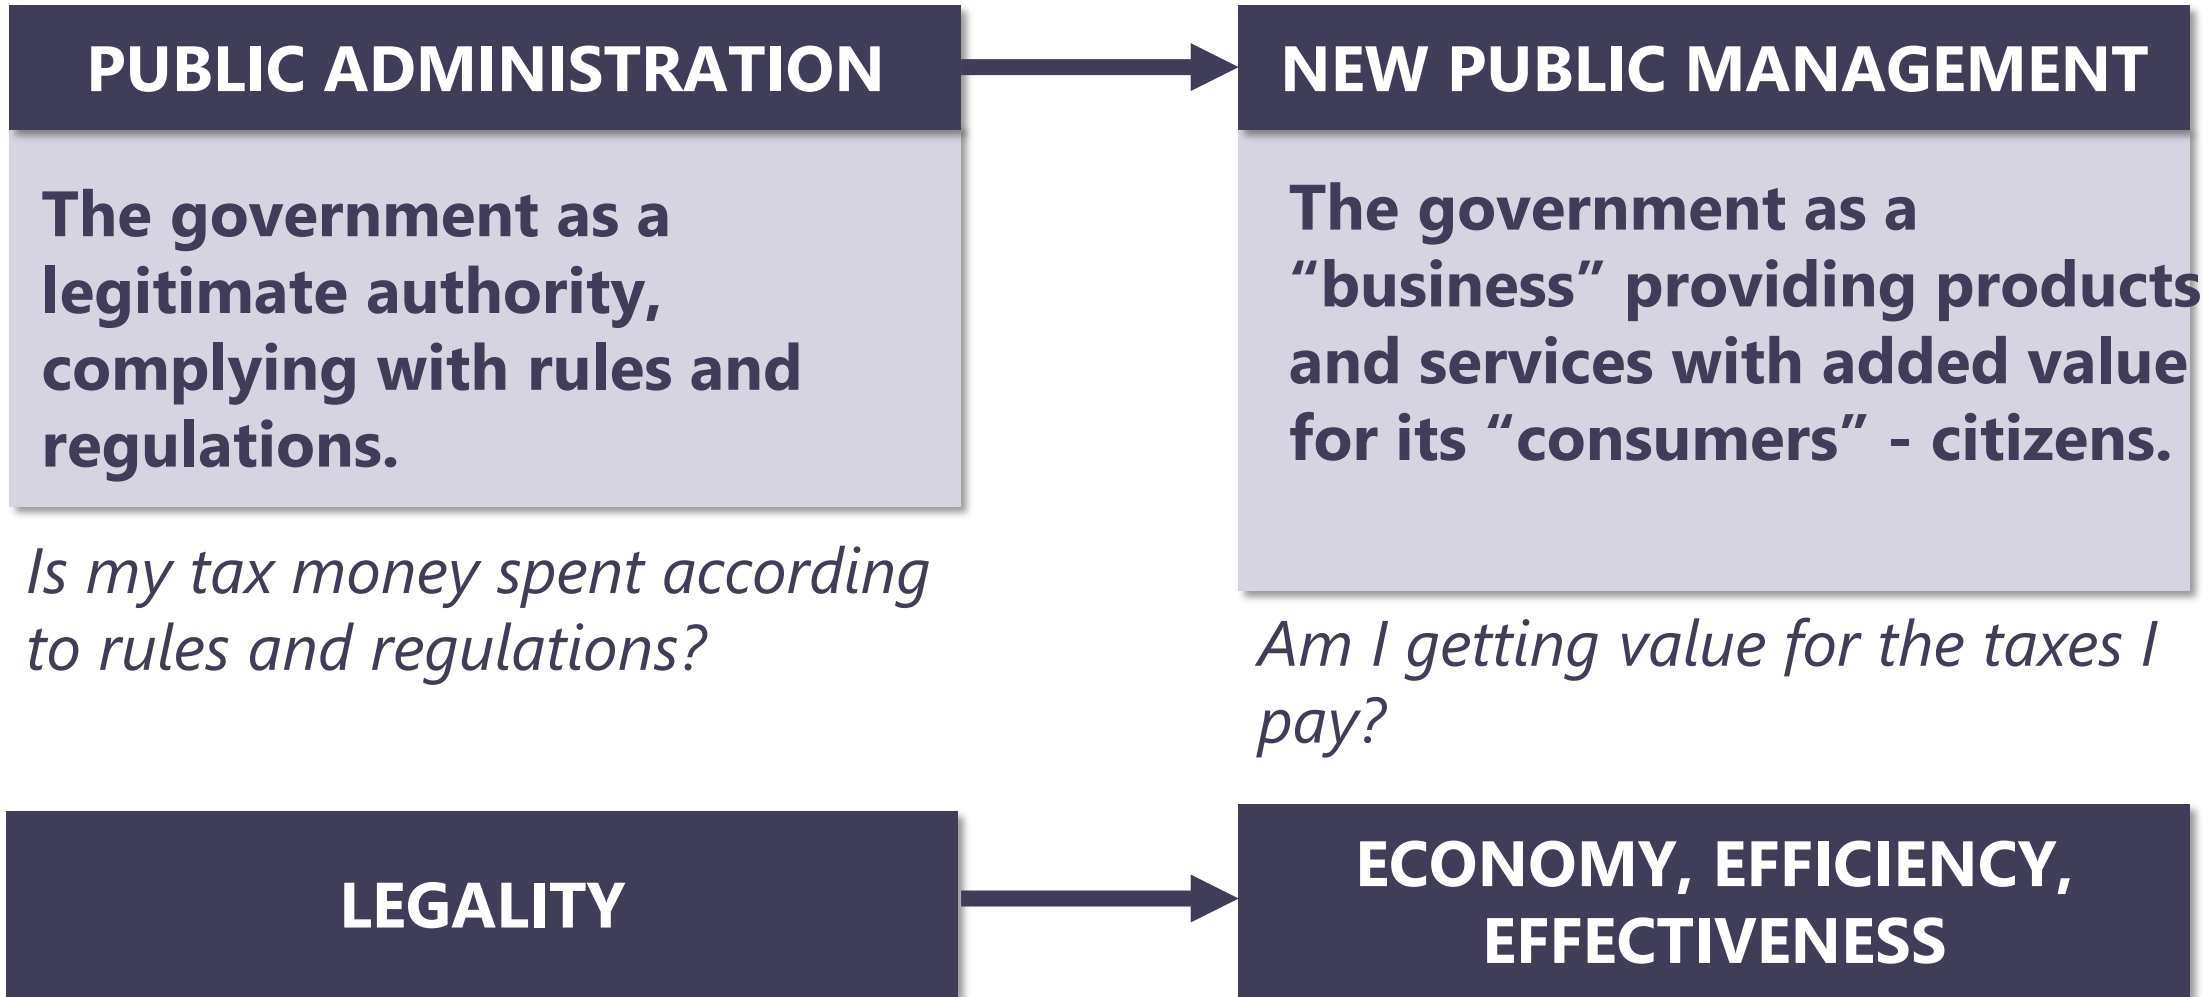 PUBLIC ADMINISTRATION
The government as a
legitimate authority,
complying with rules and
regulations.
Is my tax money spent according
to rules and regulations?
LEGALITY
NEW PUBLIC MANAGEMENT
The government as a
“business” providing products
and services with added value
for its “consumers” - citizens.
Am I getting value for the taxes I
pay?
ECONOMY, EFFICIENCY,
EFFECTIVENESS